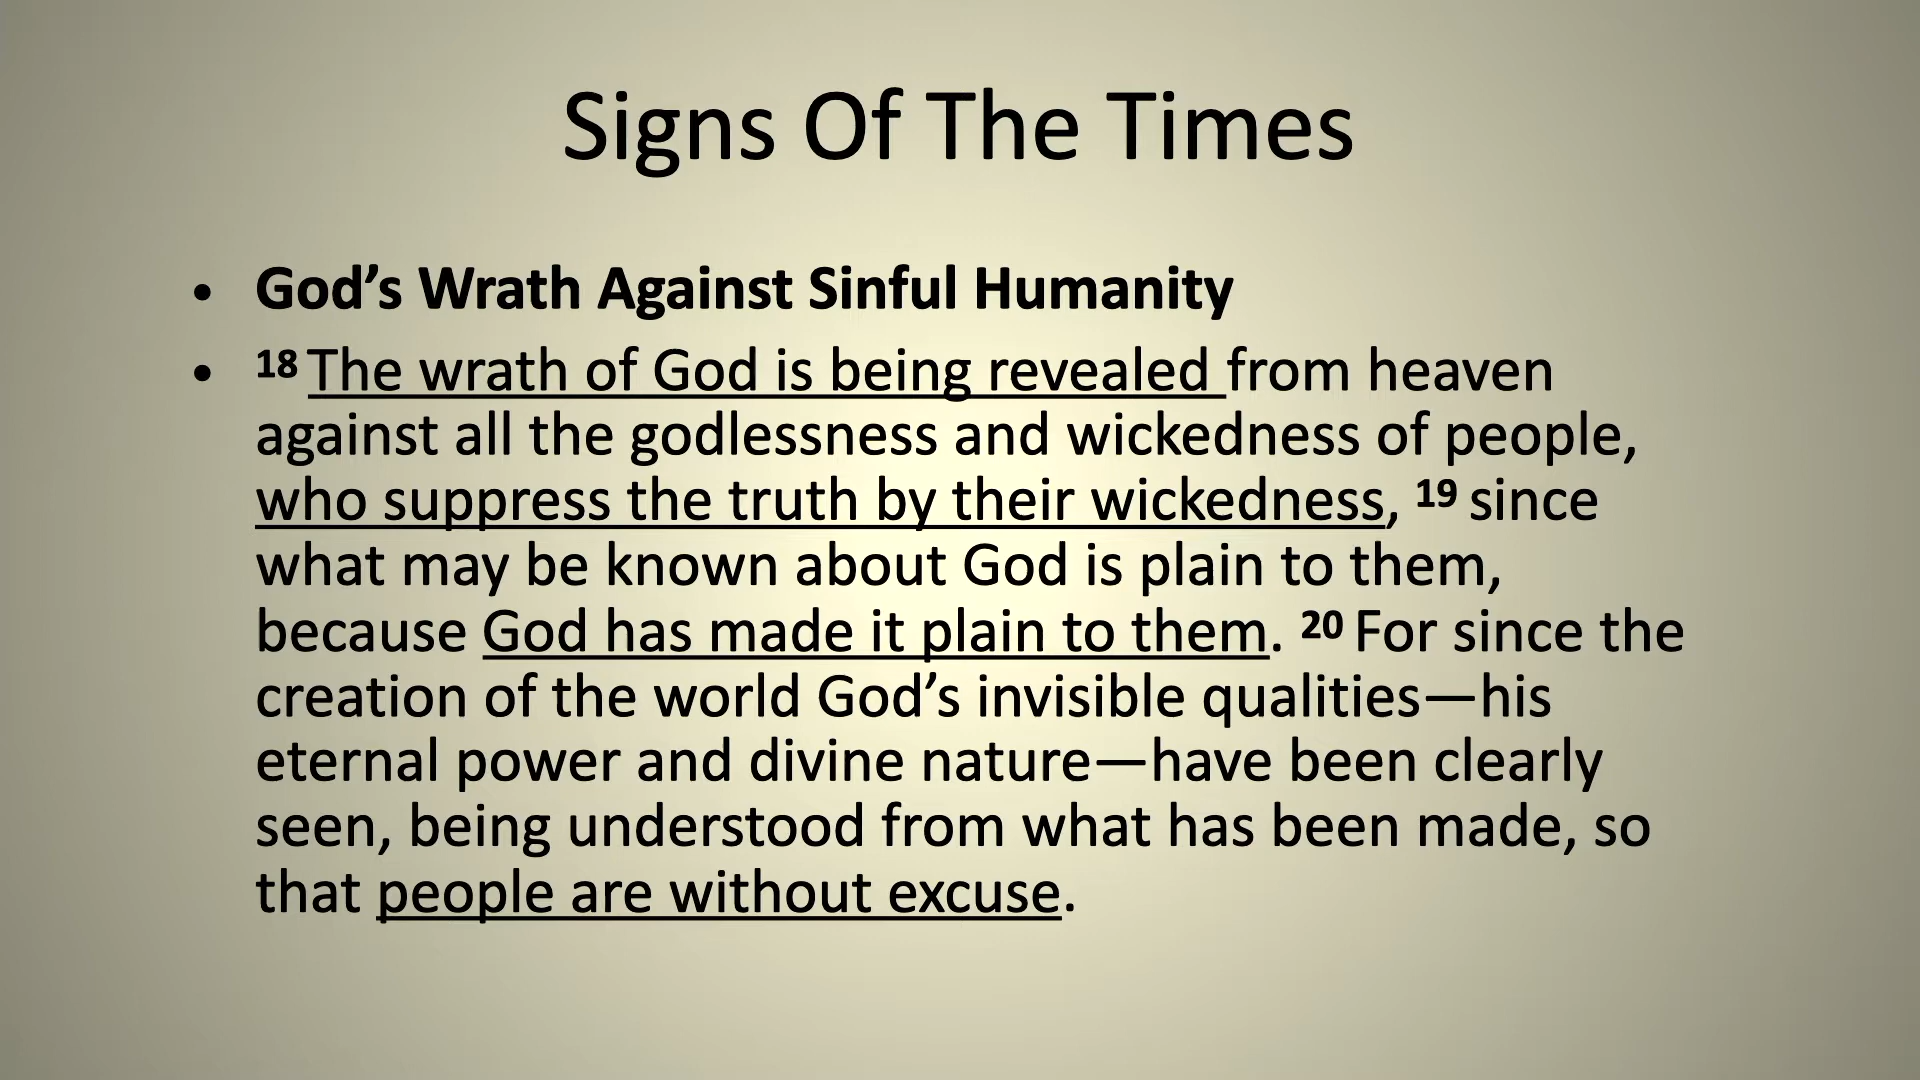 Signs Of The Times
• God’s Wrath Against Sinful Humanity
• 18 The wrath of God is being revealed from heaven
against all the godlessness and wickedness of people,
who suppress the truth by their wickedness, 19 since
what may be known about God is plain to them,
because God has made it plain to them. 20 For since the
creation of the world God’s invisible qualities—his
eternal power and divine nature—have been clearly
seen, being understood from what has been made, so
that people are without excuse.